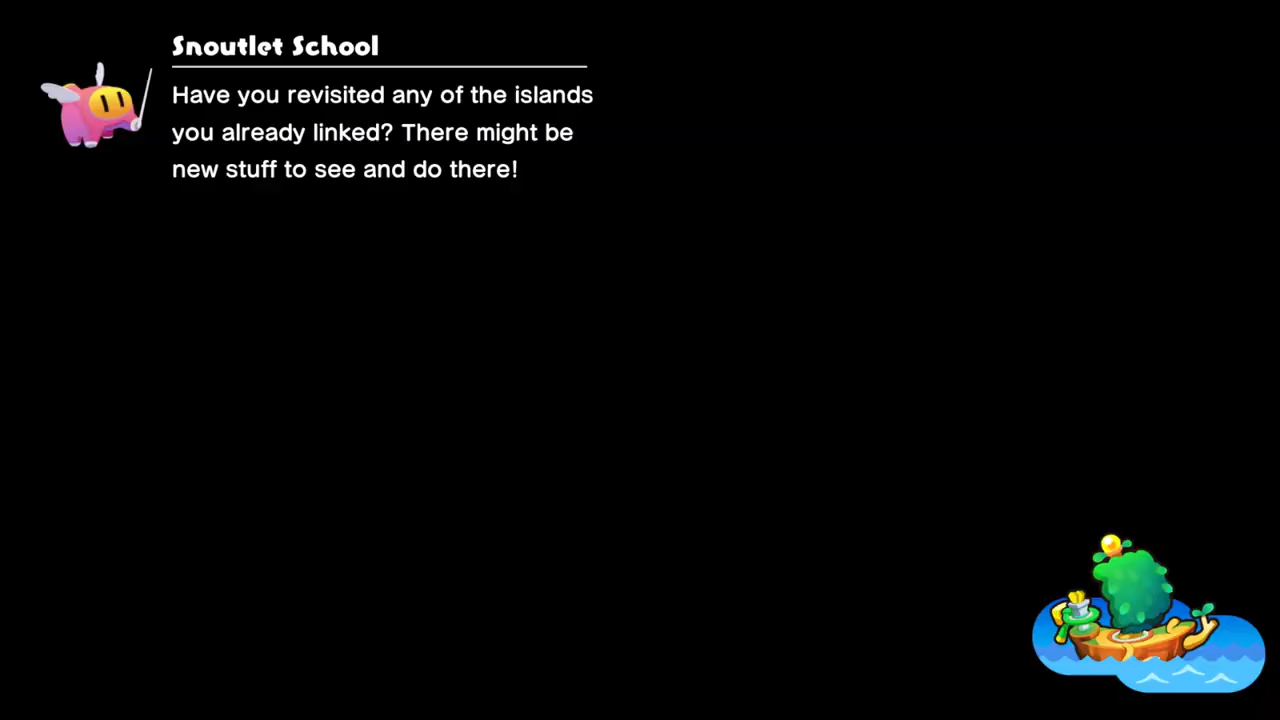 Snoutlet School
Have you revisited any of the islands
you already linked? There might be
new stuff to see and do there!